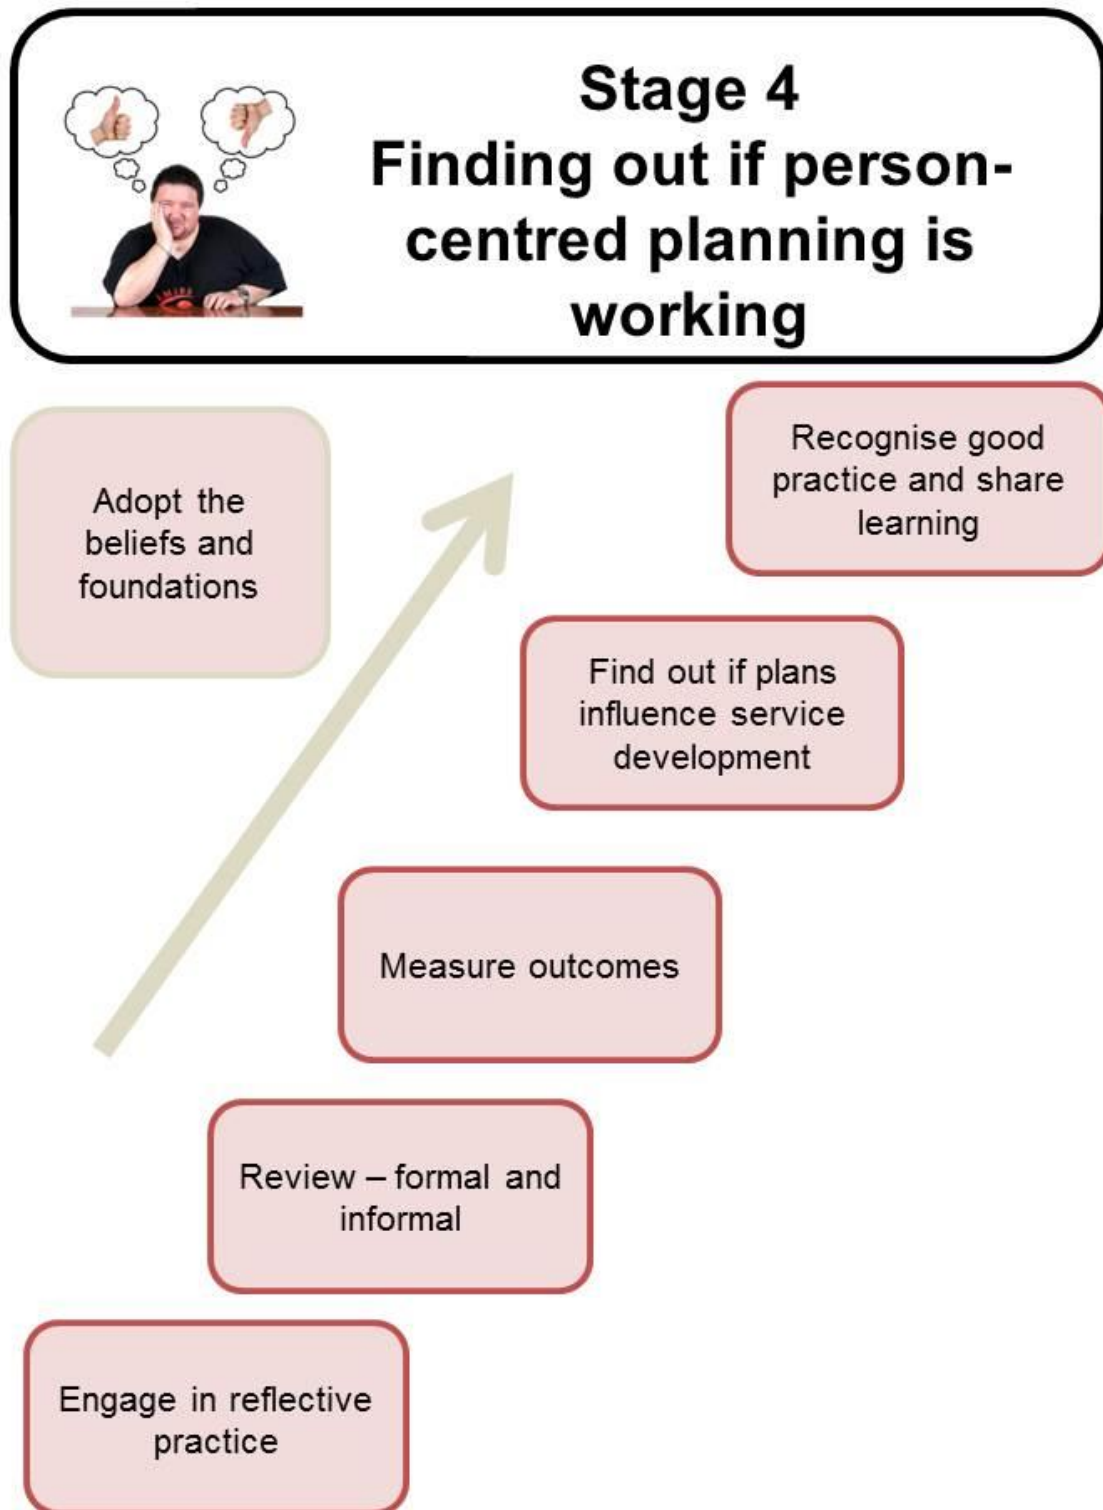 Stage 4
Finding out if person-
centred planning is
working
Recognise good
practice and share
learning
Adopt the
beliefs and
foundations
Find out if plans
influence service
development
Measure outcomes
Review – formal and
informal
Engage in reflective
practice